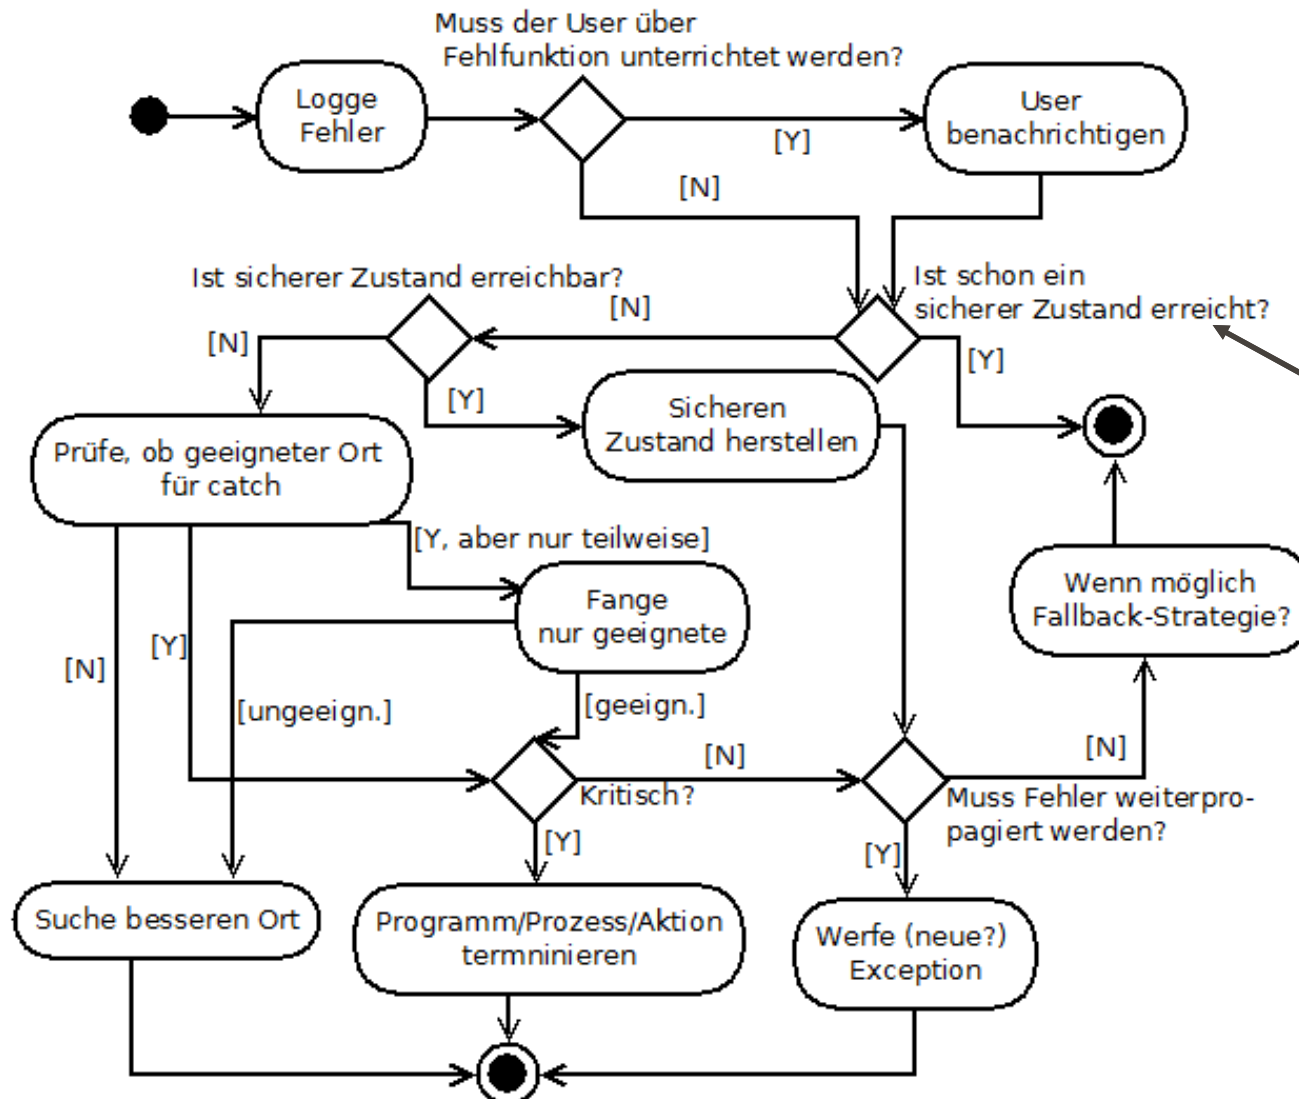 Muss der User über
Fehlfunktion unterrichtet werden?
Logge
Fehler
User
benachrichtigen
[Y]
[N]
Ist sicherer Zustand erreichbar?
Ist schon ein
sicherer Zustand erreicht?
[N]
[N]
[Y]
[Y]
Sicheren
Zustand herstellen
Prüfe, ob geeigneter Ort
für catch
[Y, aber nur teilweise]
Wenn möglich
Fallback-Strategie?
Fange
nur geeignete
[Y]
[N]
[ungeeign.]
[geeign.]
[N]
[N]
Kritisch?
Muss Fehler weiterpro-
pagiert werden?
[Y]
[Y]
Suche besseren Ort
Programm/Prozess/Aktion
termninieren
Werfe (neue?)
Exception